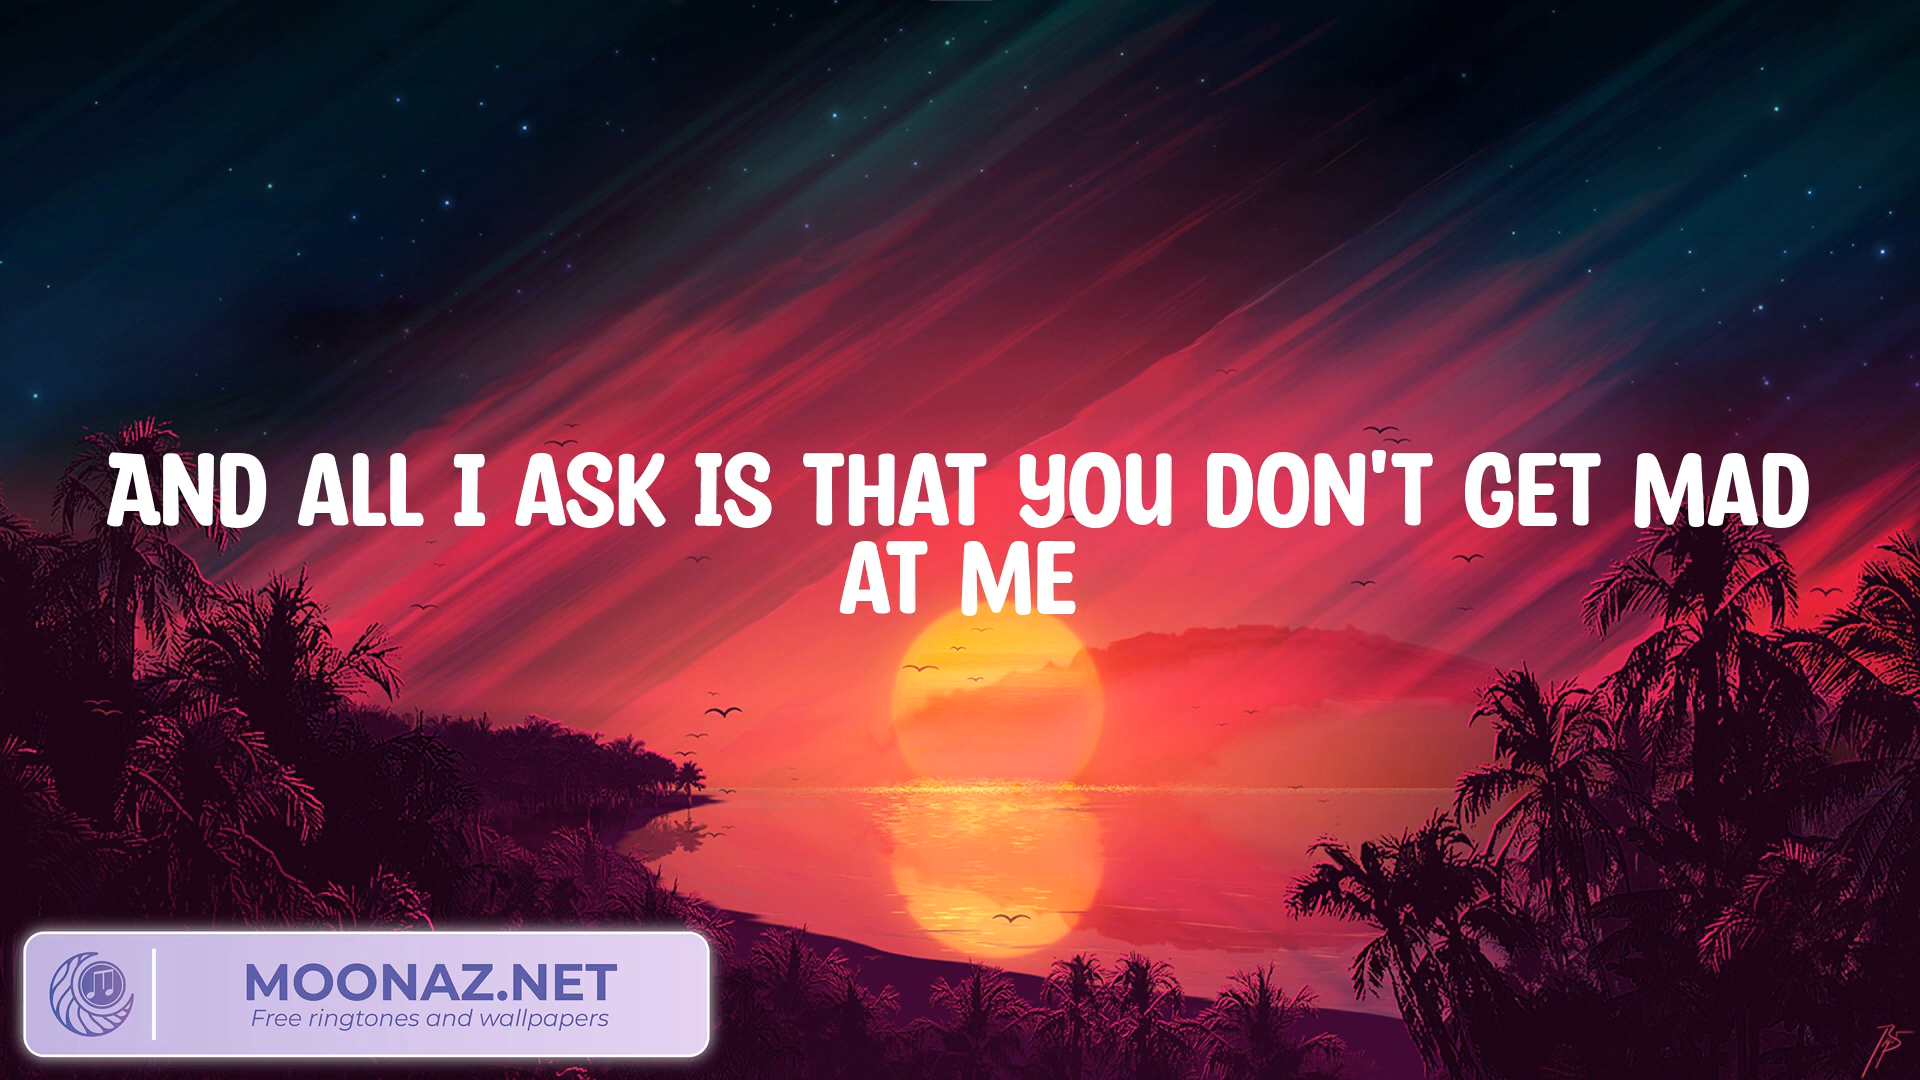 AND ALL I ASK IS THAT YOU DON'T GET MAD
AT ME
MOONAZ.NET
Free ringtones and wallpapers